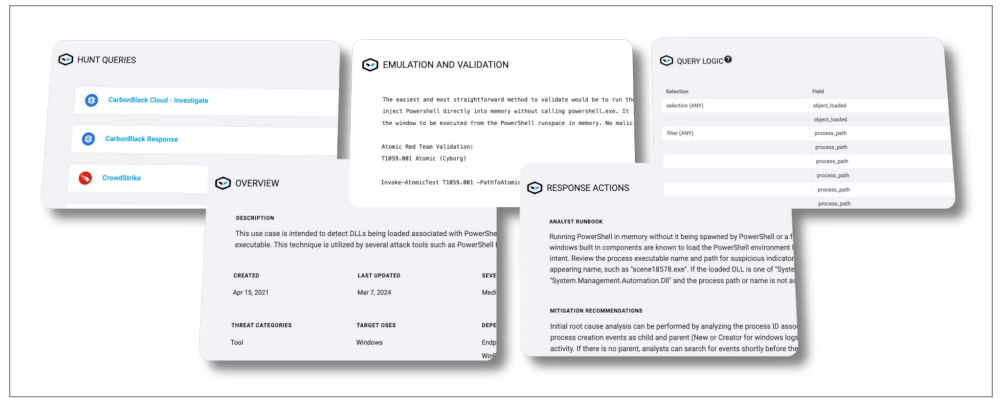 HUNT QUERIES
CarbonBlack Cloud - Investigate
CarbonBlack Response
CrowdStrike
EMULATION AND VALIDATION
The easiest and most straightforward method to validate would be to run the
inject Powershell directly into memory without calling powershell.exe. It
the window to be executed from the PowerShell runspace in memory. No malic
Atomic Red Team Validation:
T1059.001 Atomic (Cyborg)
Invoke-AtomicTest T1059.001 -PathToAtomic
QUERY LOGIC ?
Selection Field
selection (ANY) object_loaded
object_loaded
filter (ANY) process_path
process_path
process_path
process_path
process_path
process_path
OVERVIEW
DESCRIPTION
This use case is intended to detect DLLs being loaded associated with PowerShe
executable. This technique is utilized by several attack tools such as PowerShell
CREATED LAST UPDATED SEVE
Apr 15, 2021 Mar 7, 2024 Medi
THREAT CATEGORIES TARGET OSES DEPE
Tool Windows Endp
RESPONSE ACTIONS
ANALYST RUNBOOK
Running PowerShell in memory without it being spawned by PowerShell or a f
windows built in components are known to load the PowerShell environment
intent. Review the process executable name and path for suspicious indicator
appearing name, such as "scene18578.exe". If the loaded DLL is one of "Syste
"System.Management.Automation.Dll" and the process path or name is not as
MITIGATION RECOMMENDATIONS
Initial root cause analysis can be performed by analyzing the process ID asso
process creation events as child and parent (New or Creator for windows logs
activity. If there is no parent, analysts can search for events shortly before the